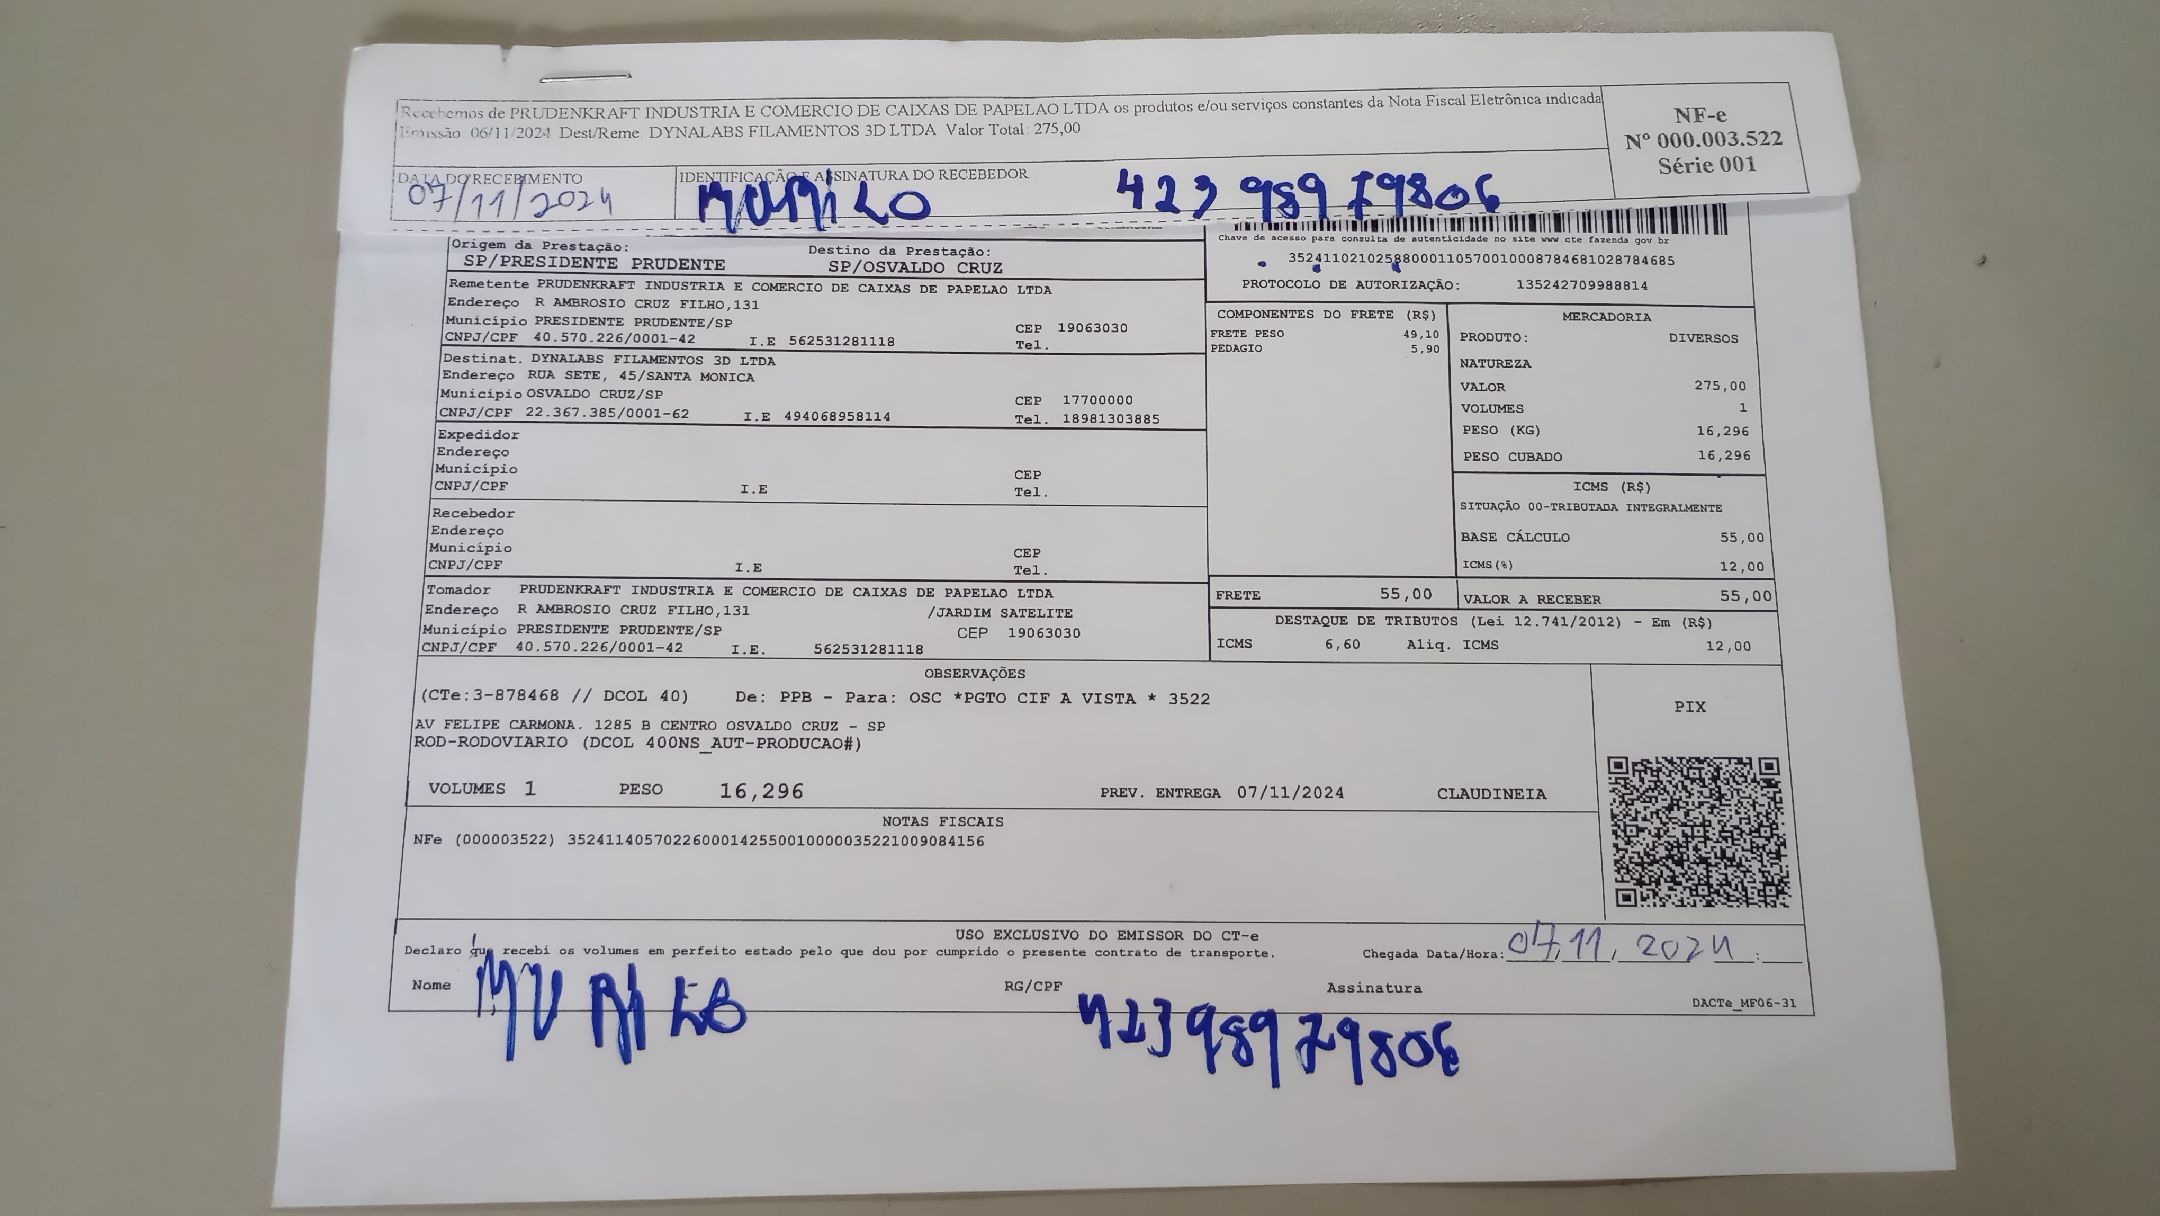 Recebemos de PRUDENKRAFT INDUSTRIA E COMERCIO DE CAIXAS DE PAPELAO LTDA os produtos e/ou serviços constantes da Nota Fiscal Eletrônica indicada
Emissão: 06/11/2024 Dest/Reme: DYNALABS FILAMENTOS 3D LTDA Valor Total: 275,00
NF-e
Nº 000.003.522
Série 001
DATA DO RECEBIMENTO
07/11/2024
IDENTIFICAÇÃO E ASSINATURA DO RECEBEDOR
MURILO 423 98979806
Origem da Prestação: Destino da Prestação:
SP/PRESIDENTE PRUDENTE SP/OSVALDO CRUZ
Chave de acesso para consulta de autenticidade no site www cte fazenda gov br
35241102102588000110570010008784681028784685
PROTOCOLO DE AUTORIZAÇÃO: 135242709988814
Remetente PRUDENKRAFT INDUSTRIA E COMERCIO DE CAIXAS DE PAPELAO LTDA
Endereço R AMBROSIO CRUZ FILHO,131
Município PRESIDENTE PRUDENTE/SP CEP 19063030
CNPJ/CPF 40.570.226/0001-42 I.E 562531281118 Tel.
Destinat. DYNALABS FILAMENTOS 3D LTDA
Endereço RUA SETE, 45/SANTA MONICA
Município OSVALDO CRUZ/SP CEP 17700000
CNPJ/CPF 22.367.385/0001-62 I.E 494068958114 Tel. 18981303885
Expedidor
Endereço
Município CEP
CNPJ/CPF I.E Tel.
Recebedor
Endereço
Município CEP
CNPJ/CPF I.E Tel.
Tomador PRUDENKRAFT INDUSTRIA E COMERCIO DE CAIXAS DE PAPELAO LTDA
Endereço R AMBROSIO CRUZ FILHO,131 /JARDIM SATELITE
Município PRESIDENTE PRUDENTE/SP CEP 19063030
CNPJ/CPF 40.570.226/0001-42 I.E. 562531281118
COMPONENTES DO FRETE (R$)
FRETE PESO 49,10
PEDAGIO 5,90
MERCADORIA
PRODUTO: DIVERSOS
NATUREZA
VALOR 275,00
VOLUMES 1
PESO (KG) 16,296
PESO CUBADO 16,296
ICMS (R$)
SITUAÇÃO 00-TRIBUTADA INTEGRALMENTE
BASE CÁLCULO 55,00
ICMS(%) 12,00
FRETE 55,00 VALOR A RECEBER 55,00
DESTAQUE DE TRIBUTOS (Lei 12.741/2012) - Em (R$)
ICMS 6,60 Aliq. ICMS 12,00
OBSERVAÇÕES
(CTe:3-878468 // DCOL 40) De: PPB - Para: OSC *PGTO CIF A VISTA * 3522
AV FELIPE CARMONA. 1285 B CENTRO OSVALDO CRUZ - SP
ROD-RODOVIARIO (DCOL 400NS_AUT-PRODUCAO#)
VOLUMES 1 PESO 16,296 PREV. ENTREGA 07/11/2024 CLAUDINEIA
PIX
NOTAS FISCAIS
NFe (000003522) 35241140570226000142550010000035221009084156
USO EXCLUSIVO DO EMISSOR DO CT-e
Declaro que recebi os volumes em perfeito estado pelo que dou por cumprido o presente contrato de transporte. Chegada Data/Hora: 07,11,2024 :
Nome MURILO RG/CPF 42398979806 Assinatura
DACTe_MF06-31